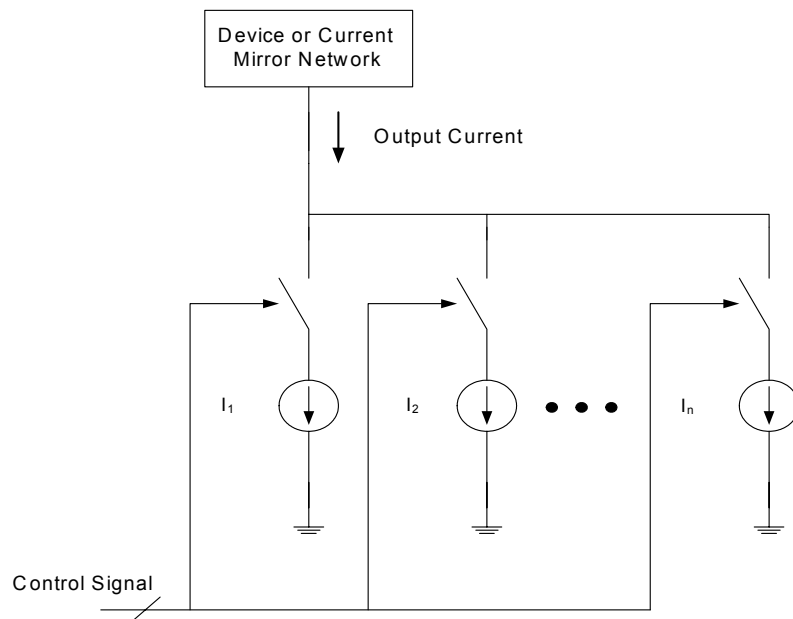 Device or Current
Mirror Network
Output Current
I₁
I₂
Iₙ
Control Signal